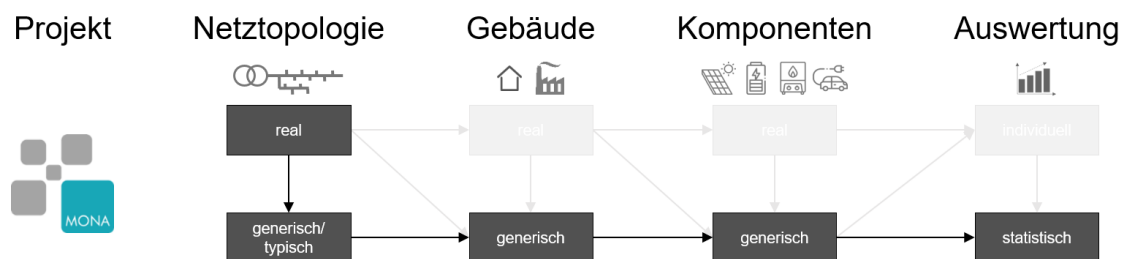 Projekt
Netztopologie
Gebäude
Komponenten
Auswertung
real
real
real
individuell
MONA
generisch/
typisch
generisch
generisch
statistisch